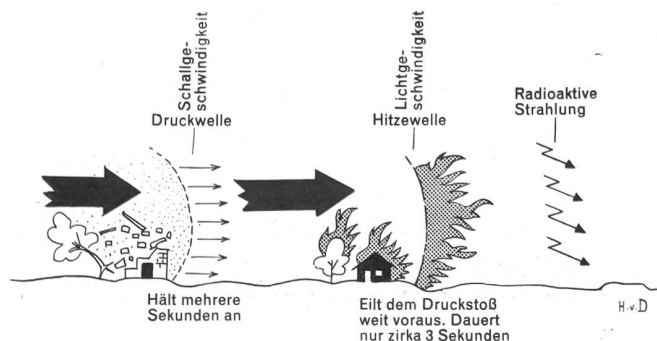 Schallge-
schwindigkeit
Druckwelle
Lichtge-
schwindigkeit
Hitzewelle
Radioaktive
Strahlung
Hält mehrere
Sekunden an
Eilt dem Druckstoß
weit voraus. Dauert
nur zirka 3 Sekunden
H.v.D